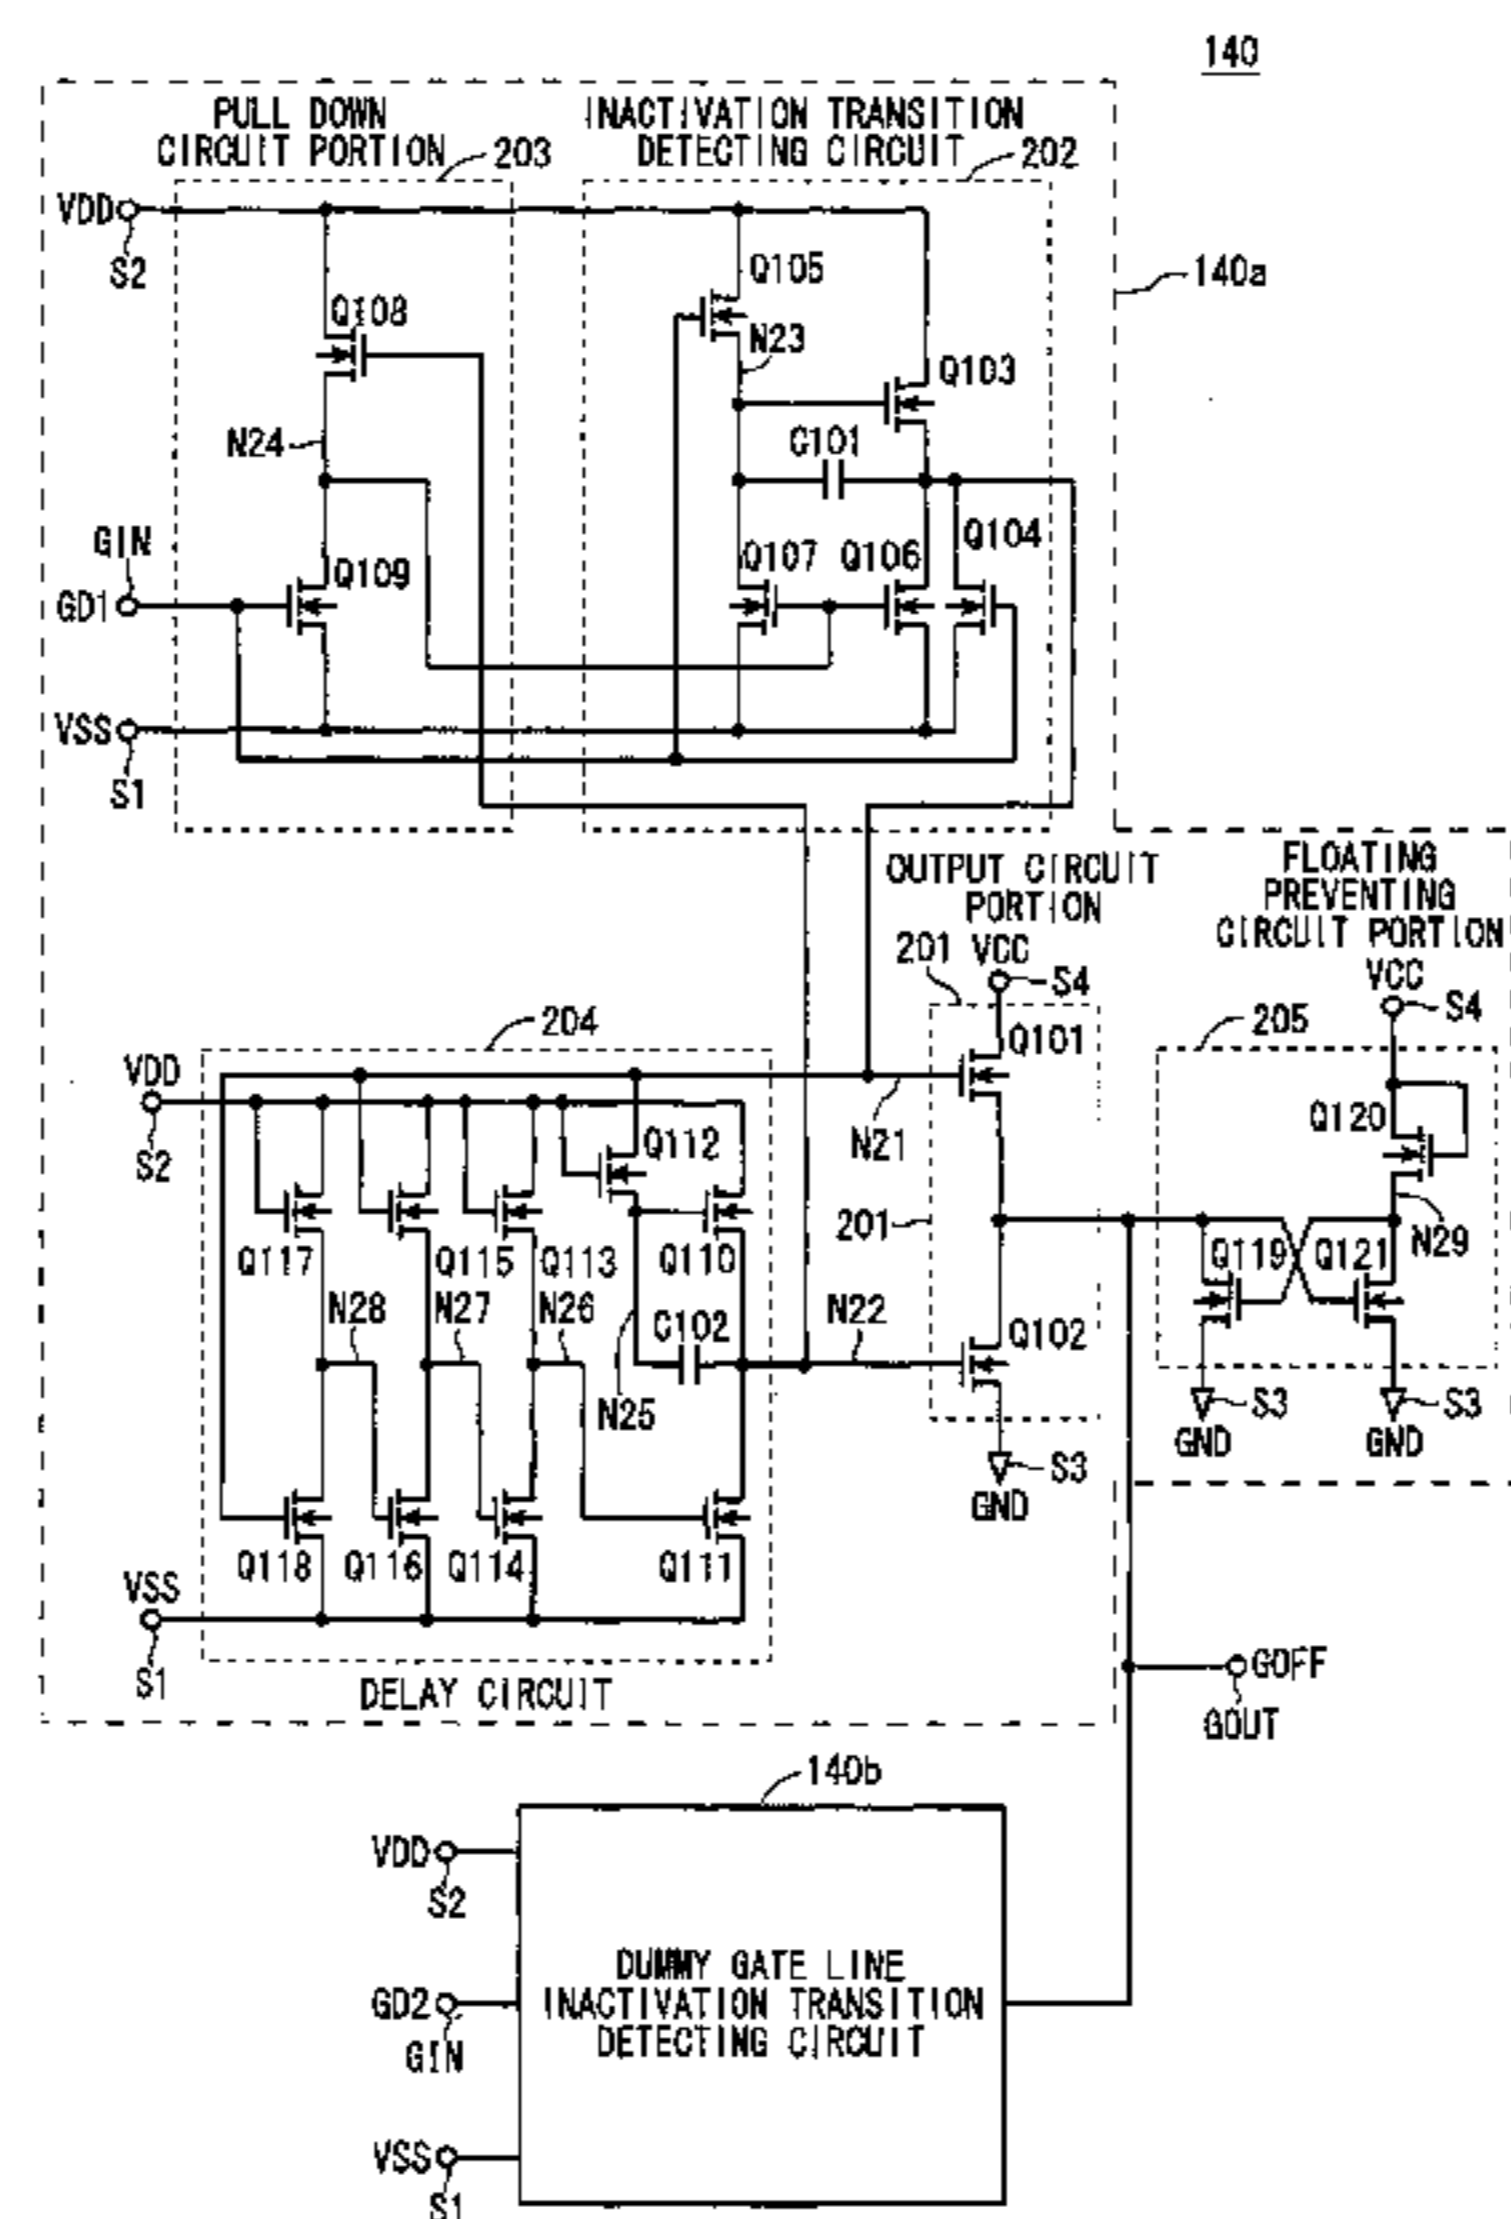 140
PULL DOWN
CIRCUIT PORTION
203
INACTIVATION TRANSITION
DETECTING CIRCUIT
202
VDD
S2
140a
Q105
Q108
N23
Q103
N24
C101
GIN
Q104
Q107
Q106
Q109
GD1
VSS
S1
OUTPUT CIRCUIT
PORTION
FLOATING
PREVENTING
CIRCUIT PORTION
201
VCC
S4
VCC
S4
204
205
Q101
VDD
S2
Q112
N21
Q120
201
N29
Q117
Q115
Q113
Q110
Q119
Q121
N28
N27
N26
C102
N22
Q102
N25
S3
GND
S3
GND
S3
GND
Q118
Q116
Q114
Q111
VSS
S1
DELAY CIRCUIT
GOFF
GOUT
140b
VDD
S2
DUMMY GATE LINE
INACTIVATION TRANSITION
DETECTING CIRCUIT
GD2
GIN
VSS
S1